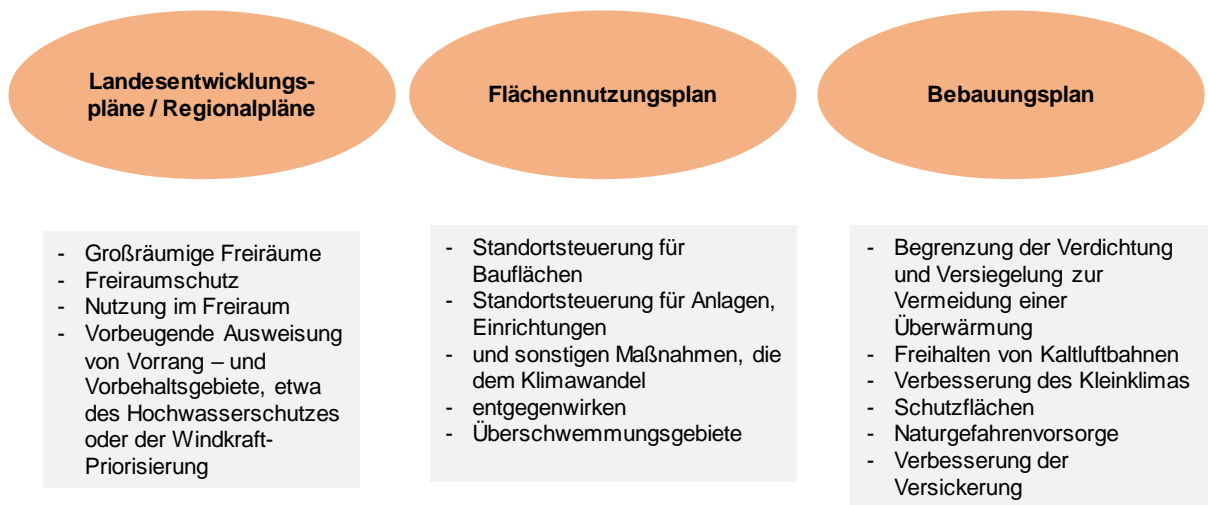 Landesentwicklungs-
pläne / Regionalpläne
Flächennutzungsplan
Bebauungsplan
- Großräumige Freiräume
- Freiraumschutz
- Nutzung im Freiraum
- Vorbeugende Ausweisung
von Vorrang – und
Vorbehaltsgebiete, etwa
des Hochwasserschutzes
oder der Windkraft-
Priorisierung
- Standortsteuerung für
Bauflächen
- Standortsteuerung für Anlagen,
Einrichtungen
- und sonstigen Maßnahmen, die
dem Klimawandel
- entgegenwirken
- Überschwemmungsgebiete
- Begrenzung der Verdichtung
und Versiegelung zur
Vermeidung einer
Überwärmung
- Freihalten von Kaltluftbahnen
- Verbesserung des Kleinklimas
- Schutzflächen
- Naturgefahrenvorsorge
- Verbesserung der
Versickerung